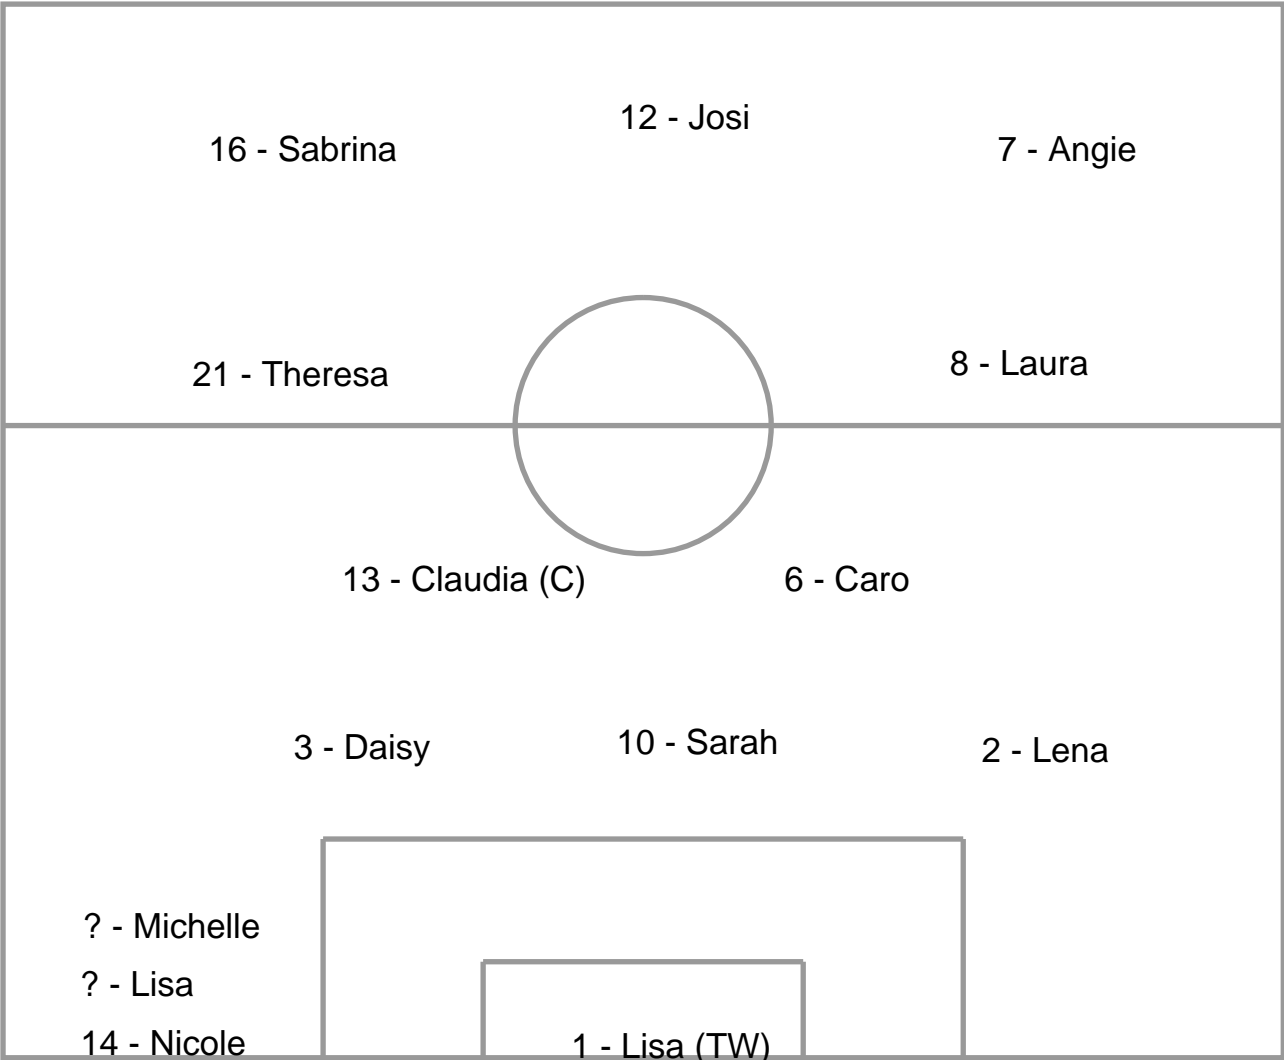 12 - Josi
16 - Sabrina
7 - Angie
21 - Theresa
8 - Laura
13 - Claudia (C)
6 - Caro
3 - Daisy
10 - Sarah
2 - Lena
? - Michelle
? - Lisa
14 - Nicole
1 - Lisa (TW)